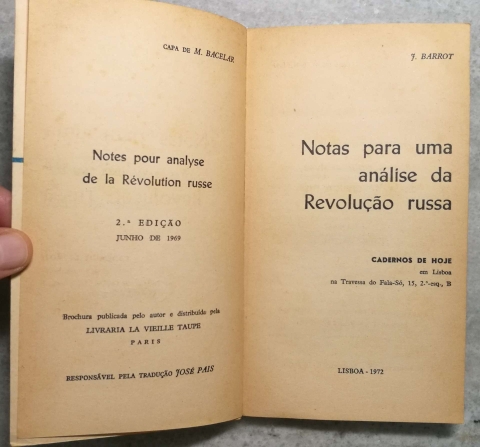 CAPA DE M. BACELAR
Notes pour analyse
de la Révolution russe
2.ª EDIÇÃO
JUNHO DE 1969
Brochura publicada pelo autor e distribuída pela
LIVRARIA LA VIEILLE TAUPE
PARIS
RESPONSÁVEL PELA TRADUÇÃO JOSÉ PAIS
J. BARROT
Notas para uma
análise da
Revolução russa
CADERNOS DE HOJE
em Lisboa
na Travessa do Fala-Só, 15, 2.º-esq., B
LISBOA - 1972